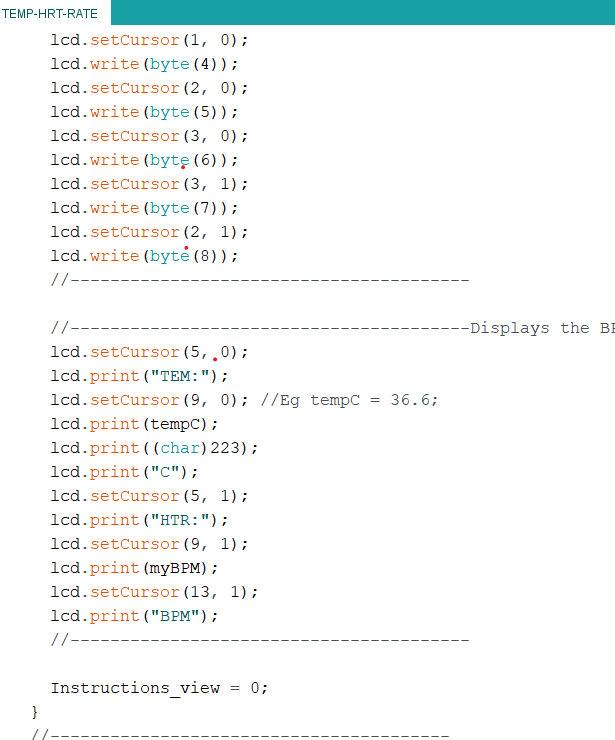 TEMP-HRT-RATE
lcd.setCursor(1, 0);
lcd.write(byte(4));
lcd.setCursor(2, 0);
lcd.write(byte(5));
lcd.setCursor(3, 0);
lcd.write(byte(6));
lcd.setCursor(3, 1);
lcd.write(byte(7));
lcd.setCursor(2, 1);
lcd.write(byte(8));
//----------------------------------------
//----------------------------------------Displays the BP
lcd.setCursor(5, 0);
lcd.print("TEM:");
lcd.setCursor(9, 0); //Eg tempC = 36.6;
lcd.print(tempC);
lcd.print((char)223);
lcd.print("C");
lcd.setCursor(5, 1);
lcd.print("HTR:");
lcd.setCursor(9, 1);
lcd.print(myBPM);
lcd.setCursor(13, 1);
lcd.print("BPM");
//----------------------------------------
Instructions_view = 0;
}
//----------------------------------------